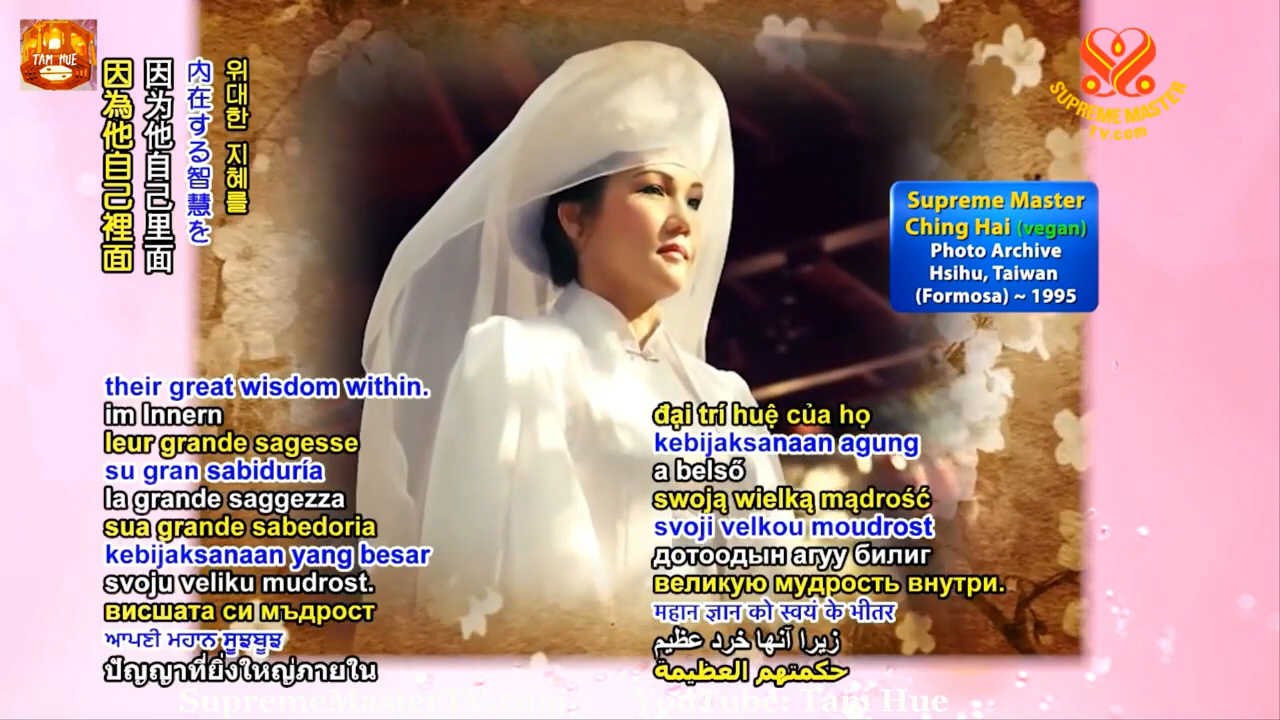 TAM HUE
因為他自己裡面
因为他自己里面
内在する智慧を
위대한 지혜를
SUPREME MASTER
TV.com
Supreme Master
Ching Hai (vegan)
Photo Archive
Hsihu, Taiwan
(Formosa) ~ 1995
their great wisdom within.
im Innern
leur grande sagesse
su gran sabiduría
la grande saggezza
sua grande sabedoria
kebijaksanaan yang besar
svoju veliku mudrost.
висшата си мъдрост
ਆਪਣੀ ਮਹਾਨ ਸੂਝਬੂਝ
ปัญญาที่ยิ่งใหญ่ภายใน
đại trí huệ của họ
kebijaksanaan agung
a belső
swoją wielką mądrość
svoji velkou moudrost
дотоодын агуу билиг
великую мудрость внутри.
महान ज्ञान को स्वयं के भीतर
زیرا آنها خرد عظیم
حكمتهم العظيمة
SupremeMasterTV.com
YouTube: Tam Hue